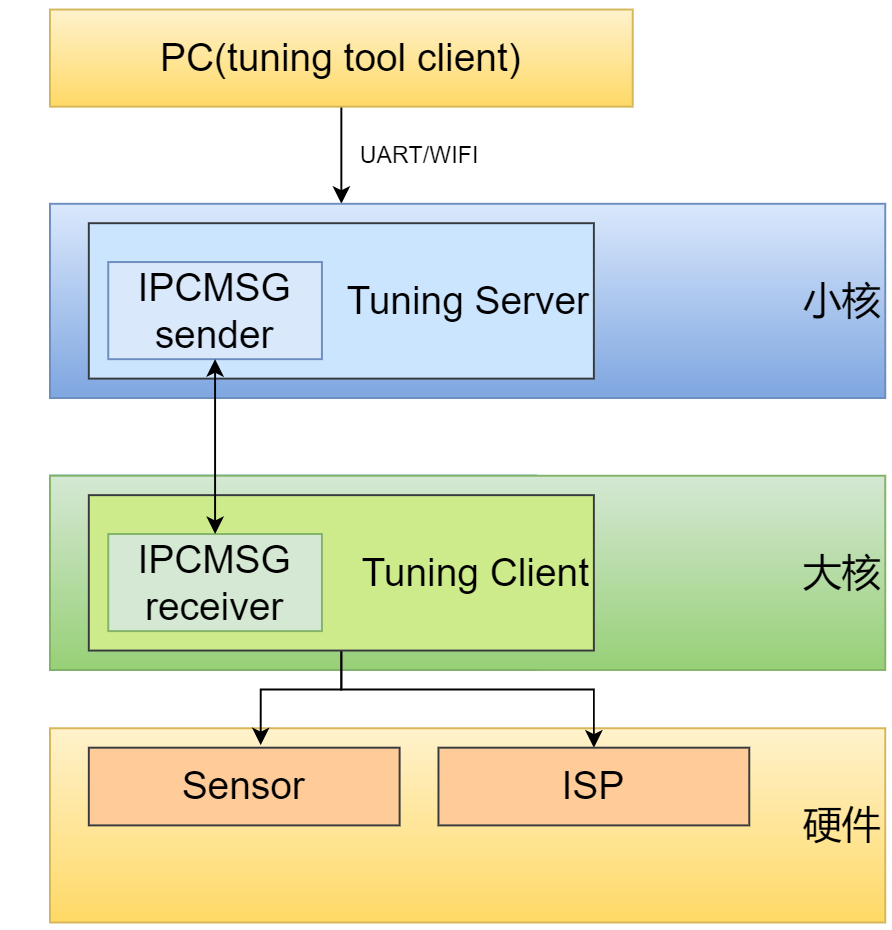 PC(tuning tool client)
UART/WIFI
IPCMSG
sender
Tuning Server
小核
IPCMSG
receiver
Tuning Client
大核
Sensor
ISP
硬件